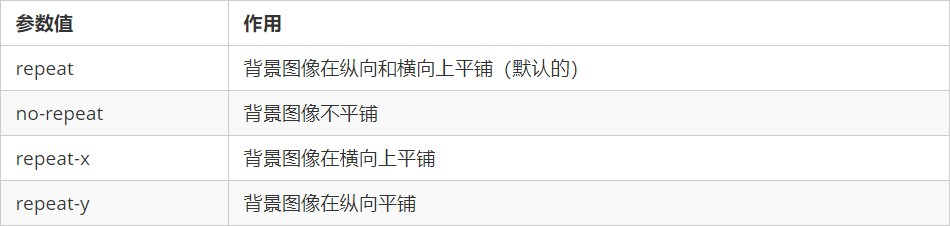 参数值 作用
repeat 背景图像在纵向和横向上平铺（默认的）
no-repeat 背景图像不平铺
repeat-x 背景图像在横向上平铺
repeat-y 背景图像在纵向平铺